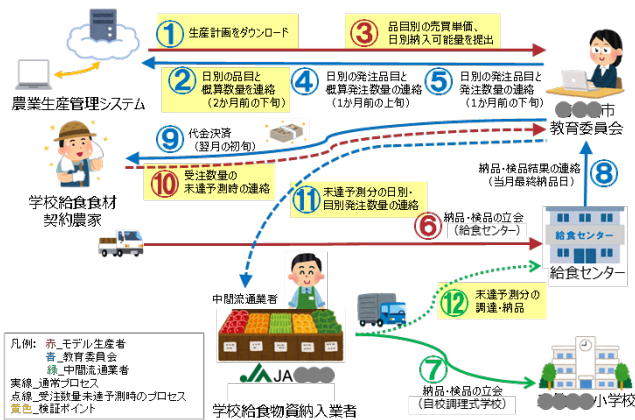 ① 生産計画をダウンロード
③ 品目別の売買単価、
日別納入可能量を提出
② 日別の品目と
概算数量を連絡
(2か月前の下旬)
④ 日別の発注品目と
概算発注数量の連絡
(1か月前の上旬)
⑤ 日別の発注品目と
発注数量の連絡
(1か月前の下旬)
農業生産管理システム
市
教育委員会
⑨ 代金決済
(翌月の初旬)
⑩ 受注数量の
未達予測時の連絡
学校給食食材
契約農家
⑪ 未達予測分の日別・
目別発注数量の連絡
納品・検品結果の連絡
(当月最終納品日)
⑧
⑥ 納品・検品の立会
(給食センター)
給食センター
給食センター
中間流通業者
⑫ 未達予測分の
調達・納品
JA
学校給食物資納入業者
⑦
納品・検品の立会
(自校調理式学校)
小学校
凡例: 赤_モデル生産者
青_教育委員会
緑_中間流通業者
実線_通常プロセス
点線_受注数量未達予測時のプロセス
黄色_検証ポイント